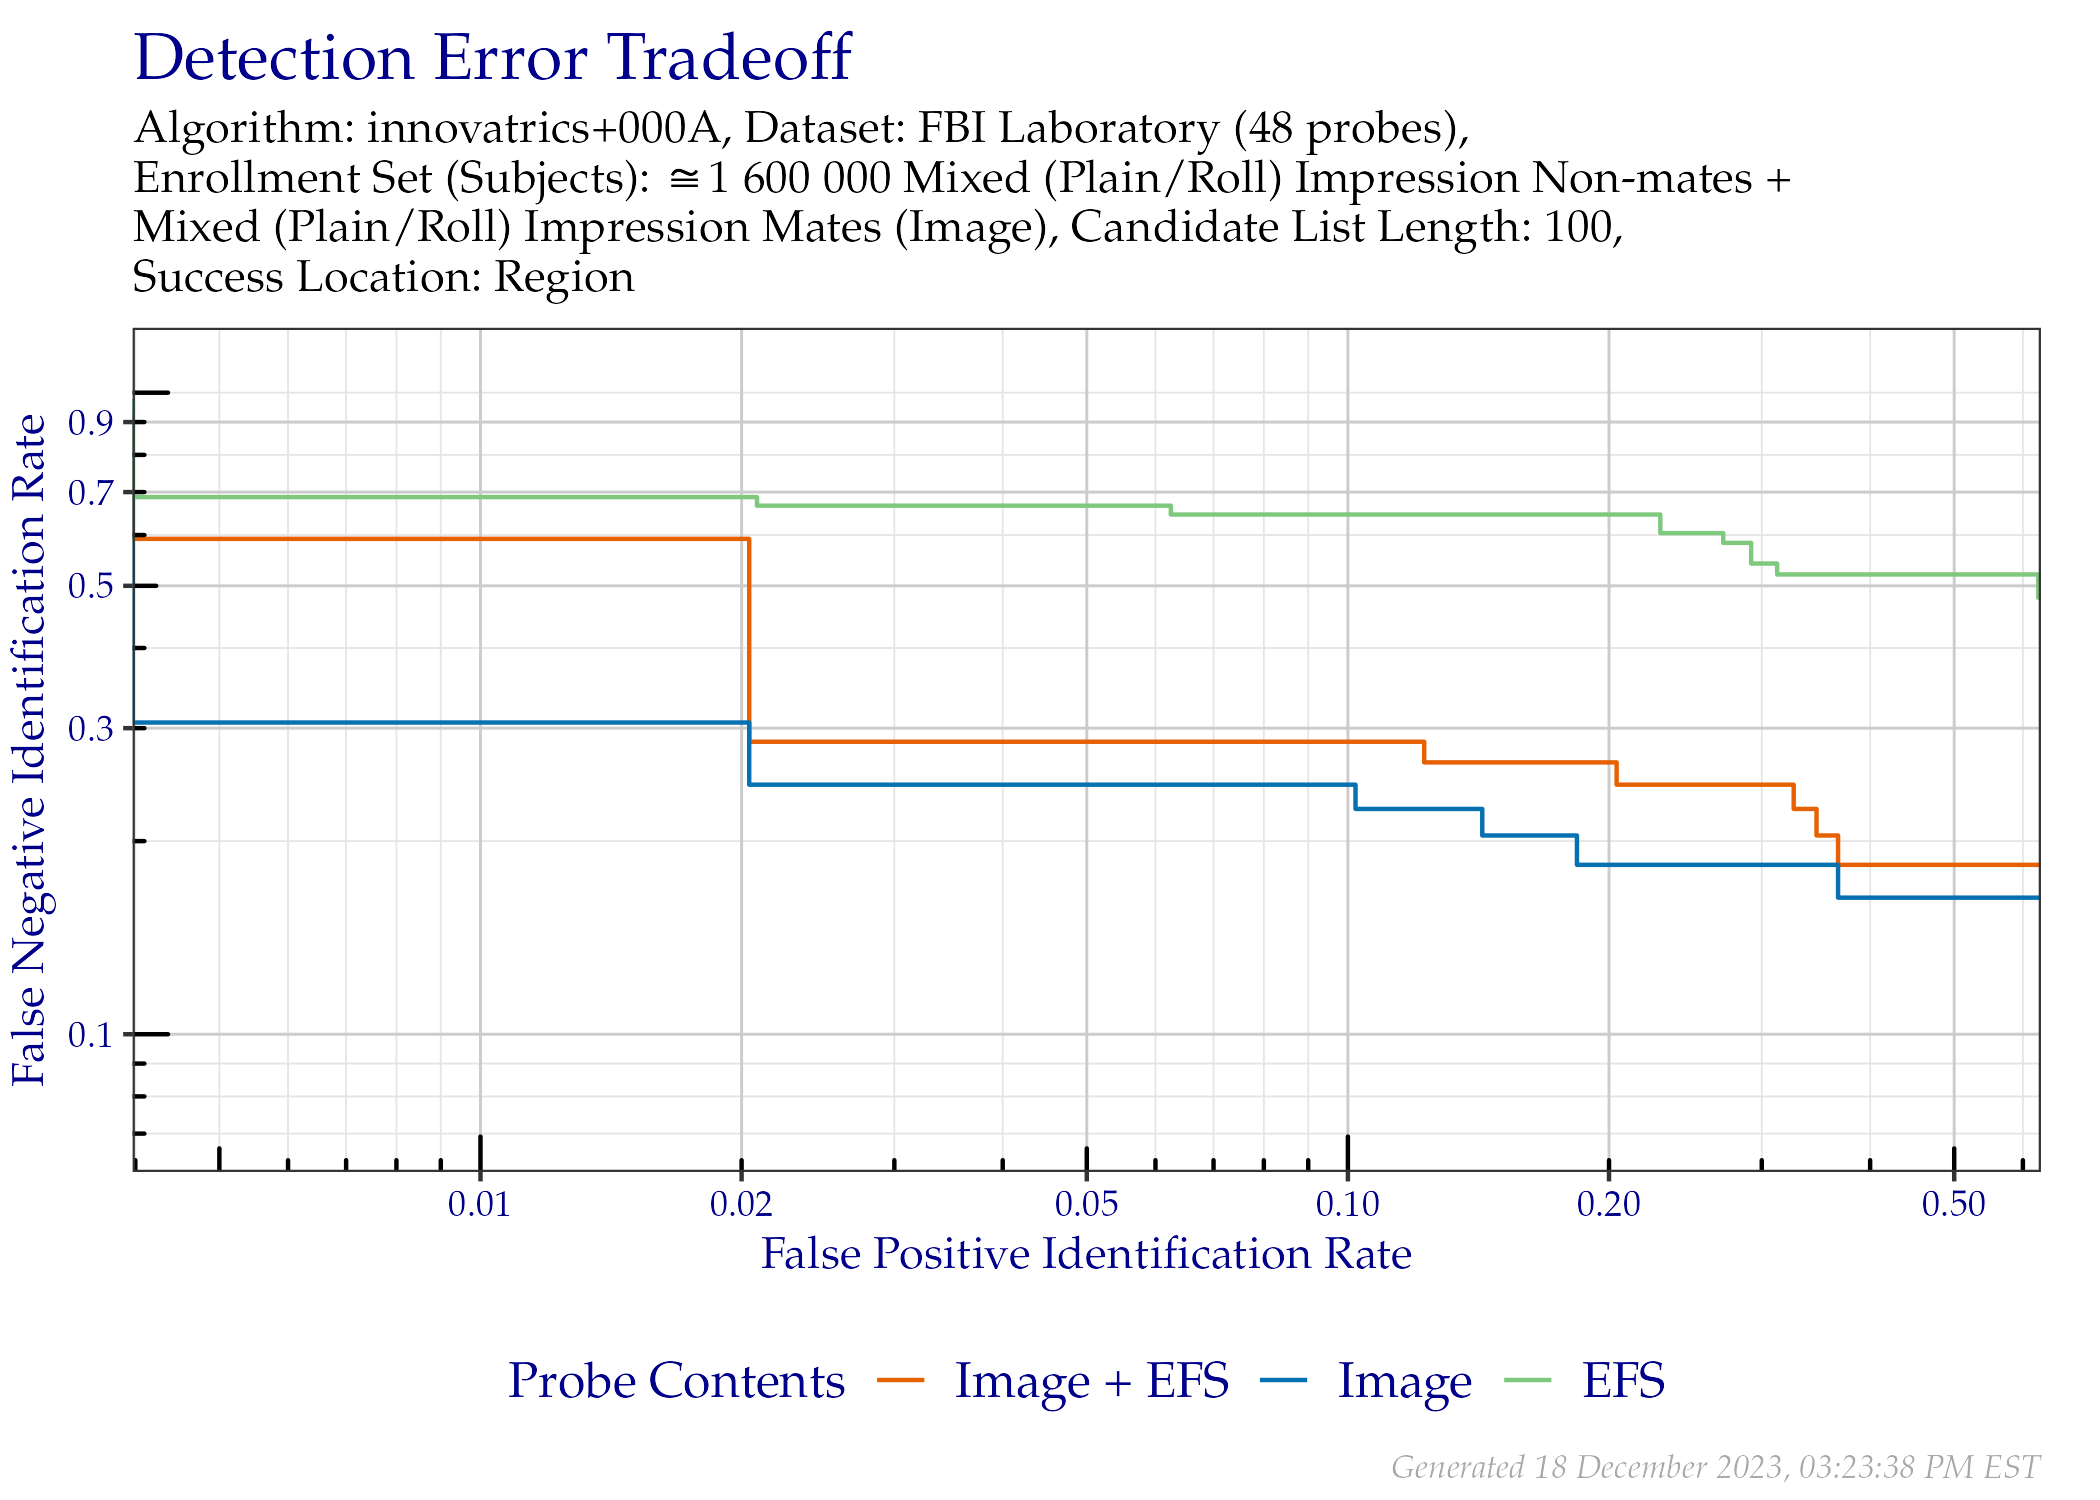 Detection Error Tradeoff
Algorithm: innovatrics+000A, Dataset: FBI Laboratory (48 probes),
Enrollment Set (Subjects): ≅1 600 000 Mixed (Plain/Roll) Impression Non-mates +
Mixed (Plain/Roll) Impression Mates (Image), Candidate List Length: 100,
Success Location: Region
False Negative Identification Rate
0.9
0.7
0.5
0.3
0.1
0.01 0.02 0.05 0.10 0.20 0.50
False Positive Identification Rate
Probe Contents Image + EFS Image EFS
Generated 18 December 2023, 03:23:38 PM EST